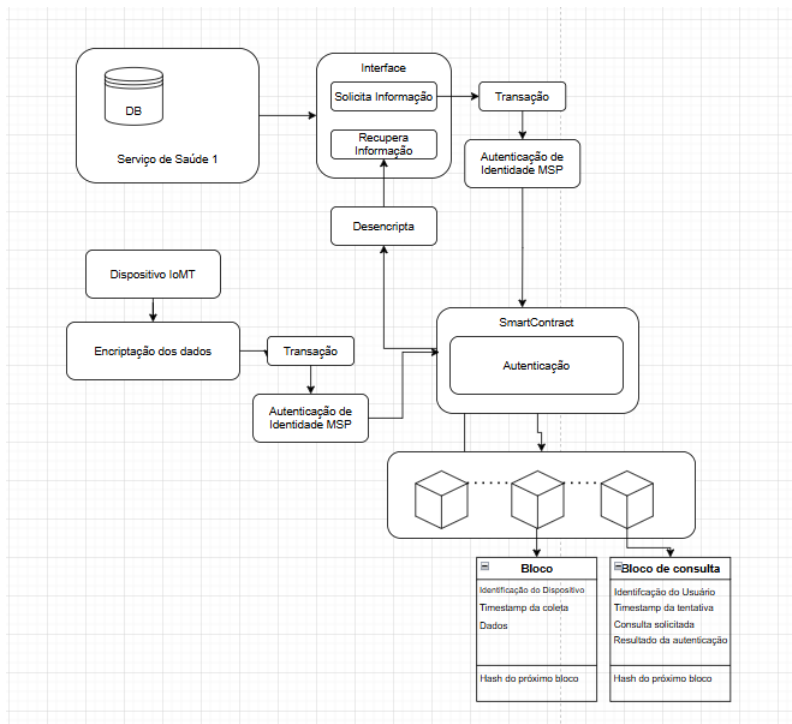 Interface
Solicita Informação
Transação
DB
Recupera
Informação
Serviço de Saúde 1
Autenticação de
Identidade MSP
Desencripta
Dispositivo IoMT
SmartContract
Encriptação dos dados
Transação
Autenticação
Autenticação de
Identidade MSP
Bloco
Identificação do Dispositivo
Timestamp da coleta
Dados
Hash do próximo bloco
Bloco de consulta
Identifcação do Usuário
Timestamp da tentativa
Consulta solicitada
Resultado da autenticação
Hash do próximo bloco